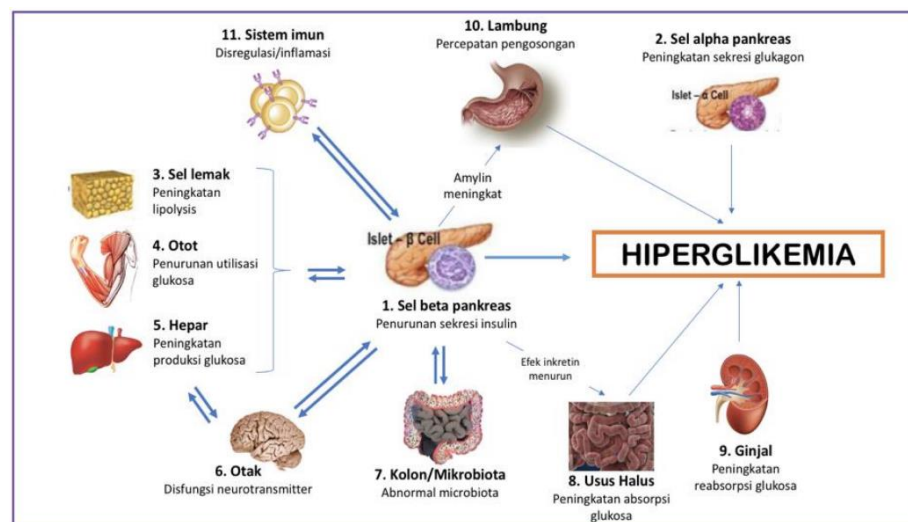 11. Sistem imun
Disregulasi/inflamasi
10. Lambung
Percepatan pengosongan
2. Sel alpha pankreas
Peningkatan sekresi glukagon
Islet – α Cell
3. Sel lemak
Peningkatan
lipolysis
Amylin
meningkat
4. Otot
Penurunan utilisasi
glukosa
Islet – β Cell
HIPERGLIKEMIA
1. Sel beta pankreas
Penurunan sekresi insulin
5. Hepar
Peningkatan
produksi glukosa
Efek inkretin
menurun
6. Otak
Disfungsi neurotransmitter
7. Kolon/Mikrobiota
Abnormal microbiota
8. Usus Halus
Peningkatan absorpsi
glukosa
9. Ginjal
Peningkatan
reabsorpsi glukosa